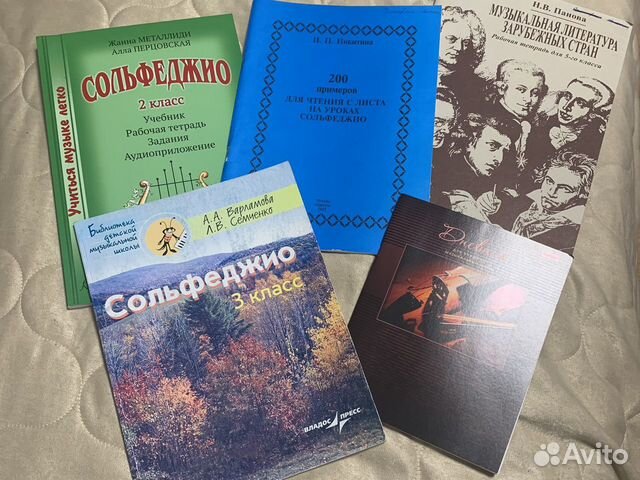 Жанна МЕТАЛЛИДИ
Алла ПЕРЦОВСКАЯ
СОЛЬФЕДЖИО
2 класс
Учебник
Рабочая тетрадь
Задания
Аудиоприложение
Учиться музыке легко
200
примеров
ДЛЯ ЧТЕНИЯ С ЛИСТА
НА УРОКАХ
СОЛЬФЕДЖИО
Н.В. Панова
МУЗЫКАЛЬНАЯ ЛИТЕРАТУРА
ЗАРУБЕЖНЫХ СТРАН
Рабочая тетрадь для 5-го класса
Библиотека
детской
музыкальной
школы
А.А. Варламова
Л.В. Семченко
Сольфеджио
3 класс
ВЛАДОС ПРЕСС
Avito